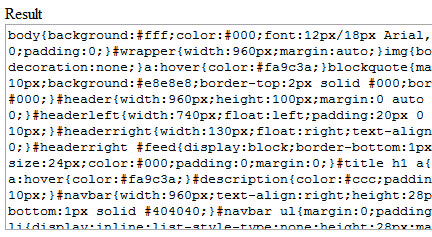 Result
body{background:#fff;color:#000;font:12px/18px Arial,
0;padding:0;}#wrapper{width:960px;margin:auto;}img{bo
decoration:none;}a:hover{color:#fa9c3a;}blockquote{ma
10px;background:#e8e8e8;border-top:2px solid #000;bor
#000;}#header{width:960px;height:100px;margin:0 auto
0;}#headerleft{width:740px;float:left;padding:20px 0
10px;}#headerright{width:130px;float:right;text-align
0;}#headerright #feed{display:block;border-bottom:1px
size:24px;color:#000;padding:0;margin:0;}#title h1 a{
a:hover{color:#fa9c3a;}#description{color:#ccc;paddin
10px;}#navbar{width:960px;text-align:right;height:28p
bottom:1px solid #404040;}#navbar ul{margin:0;padding
li{display:inline;list-style-type:none;height:28px;ma